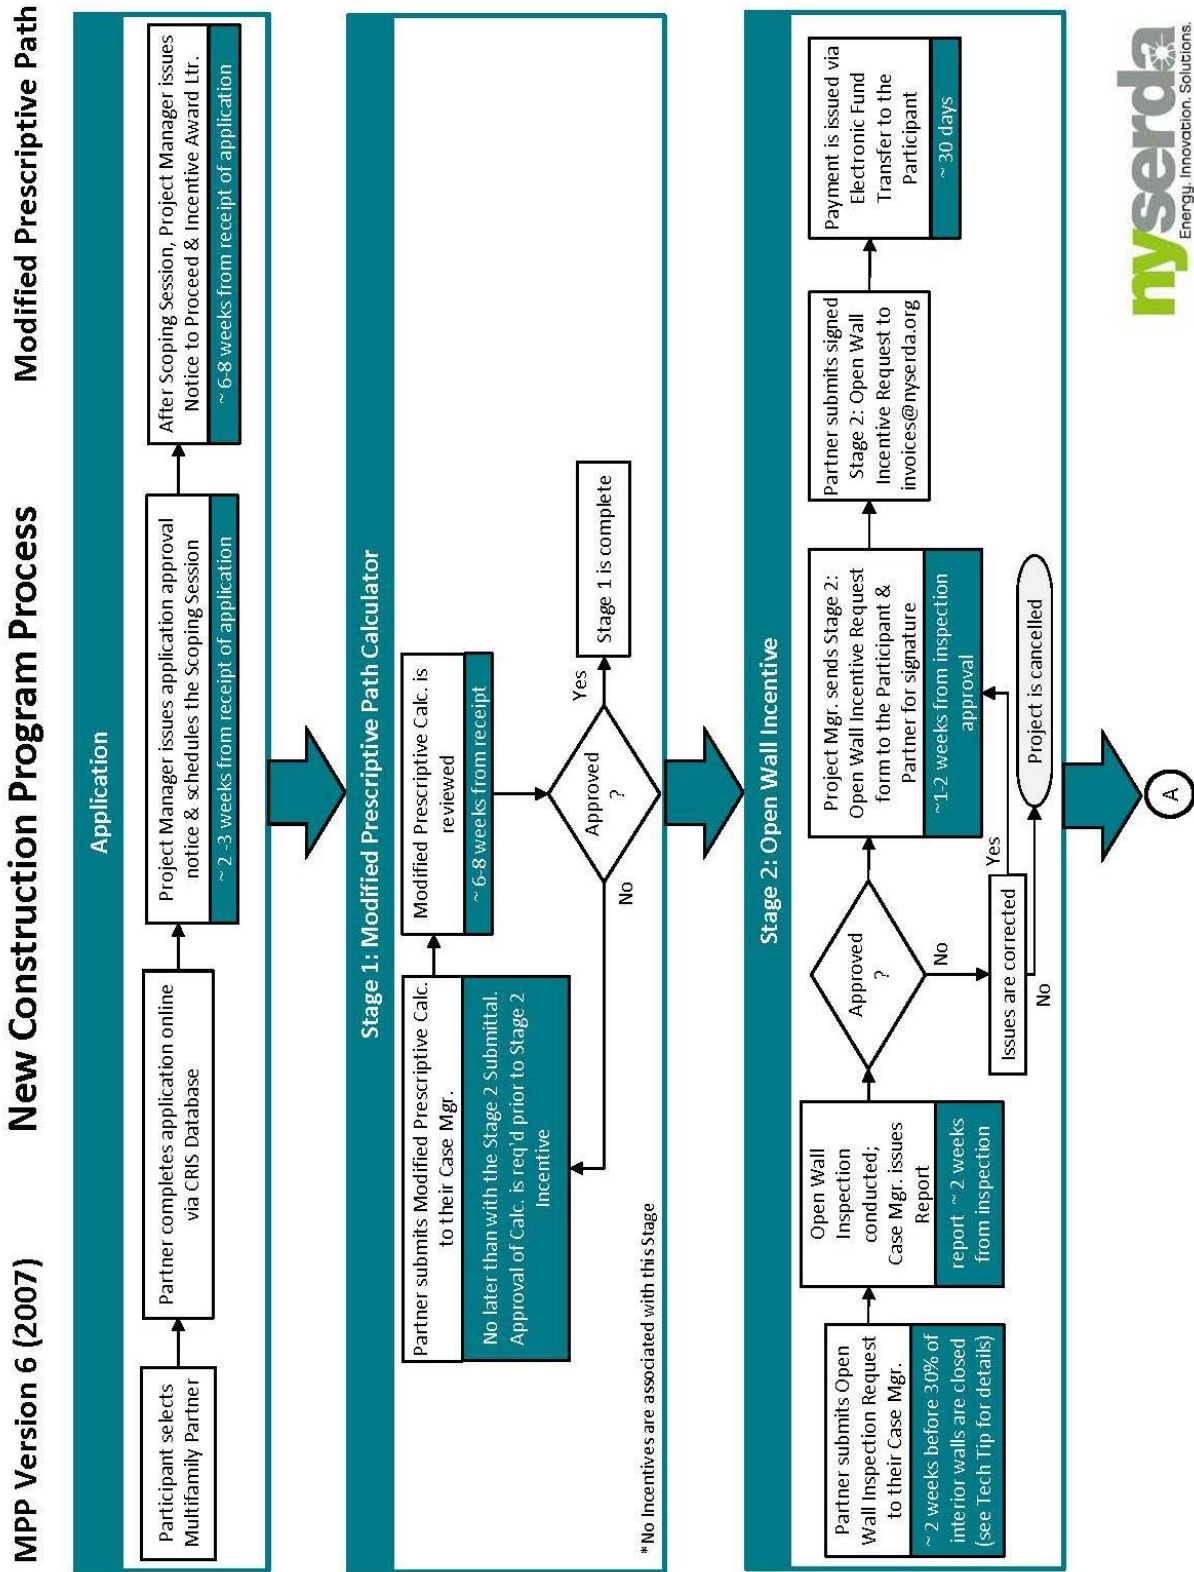 MPP Version 6 (2007)
New Construction Program Process
Modified Prescriptive Path
Application
Participant selects
Multifamily Partner
Partner completes application online
via CRIS Database
Project Manager issues application approval
notice & schedules the Scoping Session
~ 2 -3 weeks from receipt of application
After Scoping Session, Project Manager issues
Notice to Proceed & Incentive Award Ltr.
~ 6-8 weeks from receipt of application
Stage 1: Modified Prescriptive Path Calculator
Partner submits Modified Prescriptive Calc.
to their Case Mgr.
No later than with the Stage 2 Submittal.
Approval of Calc. is req'd prior to Stage 2
Incentive
Modified Prescriptive Calc. is
reviewed
~ 6-8 weeks from receipt
Approved
?
Yes
No
Stage 1 is complete
*No Incentives are associated with this Stage
Stage 2: Open Wall Incentive
Partner submits Open
Wall Inspection Request
to their Case Mgr.
~ 2 weeks before 30% of
interior walls are closed
(see Tech Tip for details)
Open Wall
Inspection
conducted;
Case Mgr. issues
Report
report ~ 2 weeks
from inspection
Approved
?
No
Issues are corrected
Yes
No
Project is cancelled
Project Mgr. sends Stage 2:
Open Wall Incentive Request
form to the Participant &
Partner for signature
~1-2 weeks from inspection
approval
Partner submits signed
Stage 2: Open Wall
Incentive Request to
invoices@nyserda.org
Payment is issued via
Electronic Fund
Transfer to the
Participant
~ 30 days
A
nyserda
Energy. Innovation. Solutions.